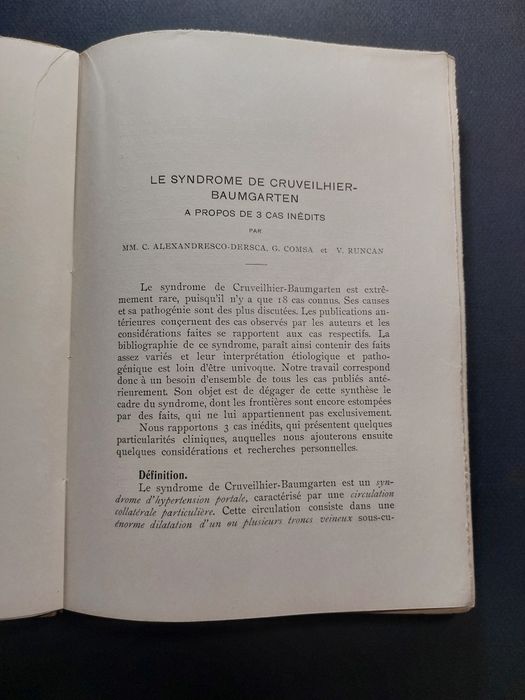 LE SYNDROME DE CRUVEILHIER-
BAUMGARTEN
A PROPOS DE 3 CAS INÉDITS
PAR
MM. C. ALEXANDRESCO-DERSCA, G. COMSA et V. RUNCAN
Le syndrome de Cruveilhier-Baumgarten est extrê-
mement rare, puisqu'il n'y a que 18 cas connus. Ses causes
et sa pathogénie sont des plus discutées. Les publications an-
térieures conçernent des cas observés par les auteurs et les
considérations faites se rapportent aux cas respectifs. La
bibliographie de ce syndrome, paraît ainsi contenir des faits
assez variés et leur interprétation étiologique et patho-
génique est loin d'être univoque. Notre travail correspond
donc à un besoin d'ensemble de tous les cas publiés anté-
rieurement. Son objet est de dégager de cette synthèse le
cadre du syndrome, dont les frontières sont encore estompées
par des faits, qui ne lui appartiennent pas exclusivement.
Nous rapportons 3 cas inédits, qui présentent quelques
particularités cliniques, auquelles nous ajouterons ensuite
quelques considérations et recherches personnelles.
Définition.
Le syndrome de Cruveilhier-Baumgarten est un syn-
drome d'hypertension portale, caractérisé par une circulation
collatérale particulière. Cette circulation consiste dans une
énorme dilatation d'un ou plusieurs troncs veineux sous-cu-